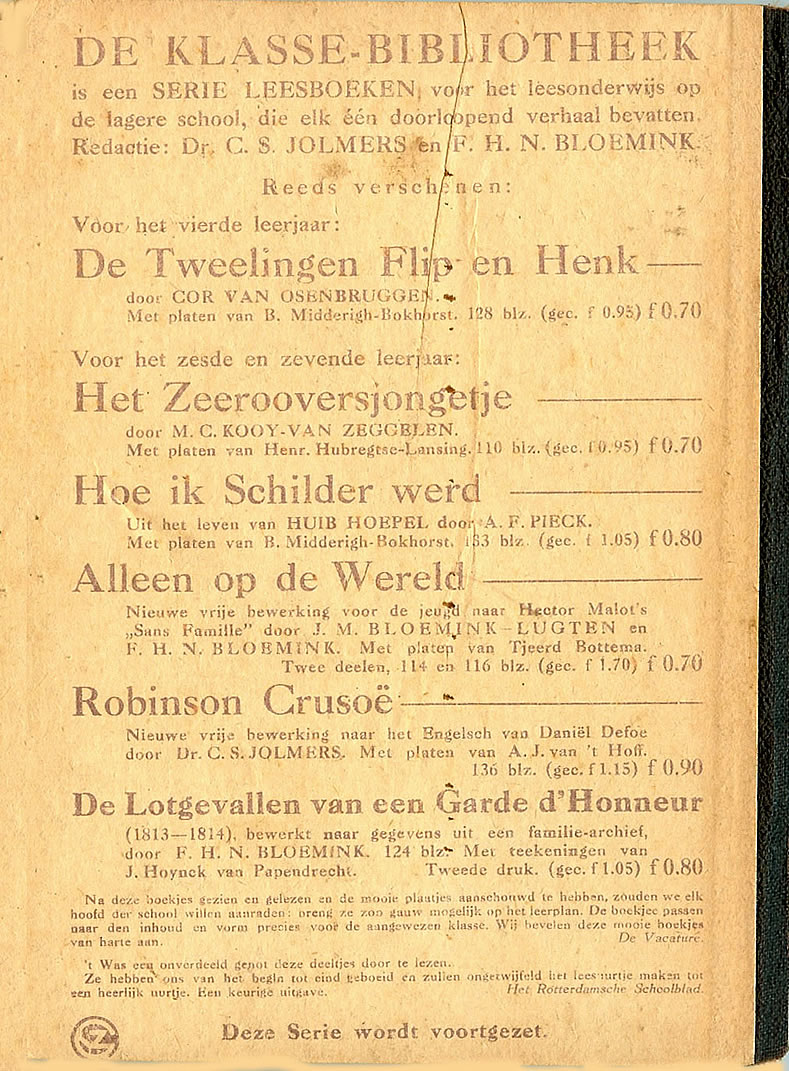 DE KLASSE-BIBLIOTHEEK
is een SERIE LEESBOEKEN, voor het leesonderwijs op
de lagere school, die elk één doorloopend verhaal bevatten.
Redactie: Dr. C. S. JOLMERS en F. H. N. BLOEMINK.
Reeds verschenen:
Voor het vierde leerjaar:
De Tweelingen Flip en Henk
door COR VAN OSENBRUGGEN.
Met platen van B. Midderigh-Bokhorst. 128 blz. (gec. f 0.95) f 0.70
Voor het zesde en zevende leerjaar:
Het Zeerooversjongetje
door M. C. KOOY-VAN ZEGGELEN.
Met platen van Henr. Hubregtse-Lansing. 110 blz. (gec. f 0.95) f 0.70
Hoe ik Schilder werd
Uit het leven van HUIB HOEPEL door A. F. PIECK.
Met platen van B. Midderigh-Bokhorst. 133 blz. (gec. f 1.05) f 0.80
Alleen op de Wereld
Nieuwe vrije bewerking voor de jeugd naar Hector Malot's
„Sans Famille" door J. M. BLOEMINK-LUGTEN en
F. H. N. BLOEMINK. Met platen van Tjeerd Bottema.
Twee deelen, 114 en 116 blz. (gec. f 1.70) f 0.70
Robinson Crusoë
Nieuwe vrije bewerking naar het Engelsch van Daniël Defoe
door Dr. C. S. JOLMERS. Met platen van A. J. van 't Hoff.
136 blz. (gec. f 1.15) f 0.90
De Lotgevallen van een Garde d'Honneur
(1813—1814), bewerkt naar gegevens uit een familie-archief,
door F. H. N. BLOEMINK. 124 blz. Met teekeningen van
J. Hoynck van Papendrecht. Tweede druk. (gec. f 1.05) f 0.80
Na deze boekjes gezien en gelezen en de mooie plaatjes aanschouwd te hebben, zouden we elk
hoofd der school willen aanraden: breng ze zoo gauw mogelijk op het leerplan. De boekjes passen
naar den inhoud en vorm precies voor de aangewezen klasse. Wij bevelen deze mooie boekjes
van harte aan. De Vacature.
't Was een onverdeeld genot deze deeltjes door te lezen.
Ze hebben ons van het begin tot eind geboeid en zullen ongetwijfeld het leesuurtje maken tot
een heerlijk uurtje. Een keurige uitgave. Het Rotterdamsche Schoolblad.
Deze Serie wordt voortgezet.